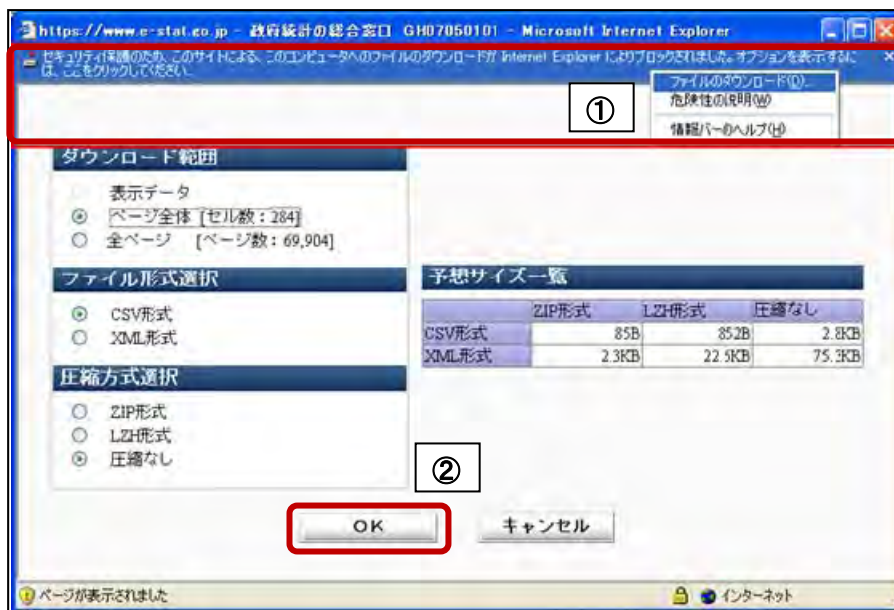 https://www.e-stat.go.jp - 政府統計の総合窓口 GH07050101 - Microsoft Internet Explorer
セキュリティ保護のため、このサイトによる、このコンピュータへのファイルのダウンロードが Internet Explorer によりブロックされました。オプションを表示するに
は、ここをクリックしてください...
ファイルのダウンロード(D)...
危険性の説明(W)
情報バーのヘルプ(H)
①
ダウンロード範囲
表示データ
ページ全体 [セル数：284]
全ページ [ページ数：69,904]
ファイル形式選択
CSV形式
XML形式
圧縮方式選択
ZIP形式
LZH形式
圧縮なし
予想サイズ一覧
ZIP形式 LZH形式 圧縮なし
CSV形式 85B 852B 2.8KB
XML形式 2.3KB 22.5KB 75.3KB
②
OK キャンセル
ページが表示されました インターネット